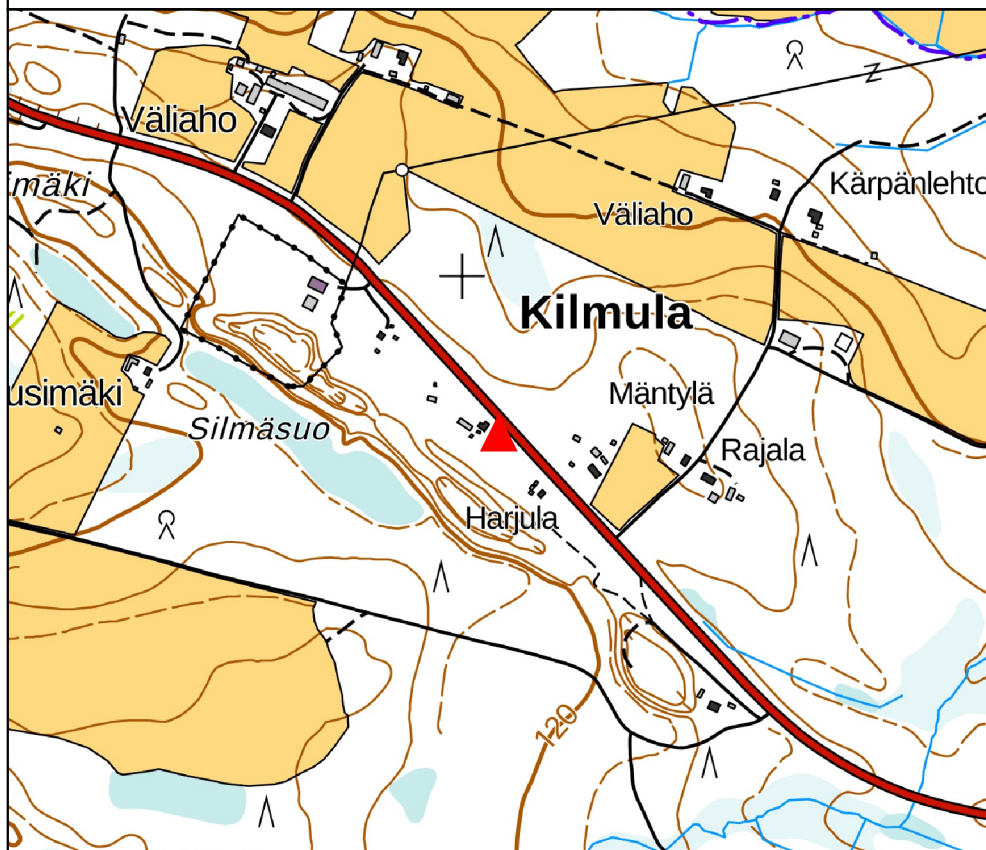 Väliaho
imäki
Kärpänlehto
Väliaho
Kilmula
usimäki
Mäntylä
Silmäsuo
Rajala
Harjula
120